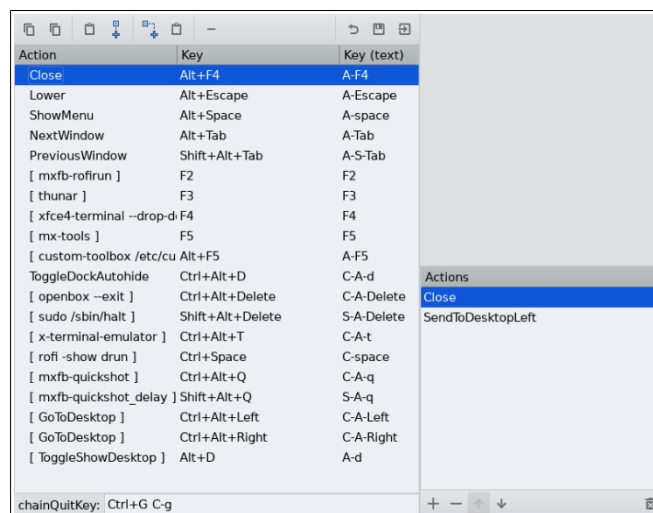 Action Key Key (text)
Close Alt+F4 A-F4
Lower Alt+Escape A-Escape
ShowMenu Alt+Space A-space
NextWindow Alt+Tab A-Tab
PreviousWindow Shift+Alt+Tab A-S-Tab
[ mxfb-rofirun ] F2 F2
[ thunar ] F3 F3
[ xfce4-terminal --drop-d F4 F4
[ mx-tools ] F5 F5
[ custom-toolbox /etc/cu Alt+F5 A-F5
ToggleDockAutohide Ctrl+Alt+D C-A-d
[ openbox --exit ] Ctrl+Alt+Delete C-A-Delete
[ sudo /sbin/halt ] Shift+Alt+Delete S-A-Delete
[ x-terminal-emulator ] Ctrl+Alt+T C-A-t
[ rofi -show drun ] Ctrl+Space C-space
[ mxfb-quickshot ] Ctrl+Alt+Q C-A-q
[ mxfb-quickshot_delay ] Shift+Alt+Q S-A-q
[ GoToDesktop ] Ctrl+Alt+Left C-A-Left
[ GoToDesktop ] Ctrl+Alt+Right C-A-Right
[ ToggleShowDesktop ] Alt+D A-d
chainQuitKey: Ctrl+G C-g
Actions
Close
SendToDesktopLeft